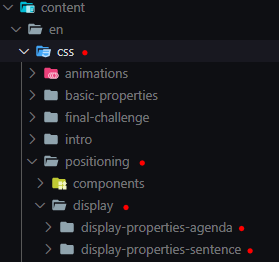 content
en
css
animations
basic-properties
final-challenge
intro
positioning
components
display
display-properties-agenda
display-properties-sentence